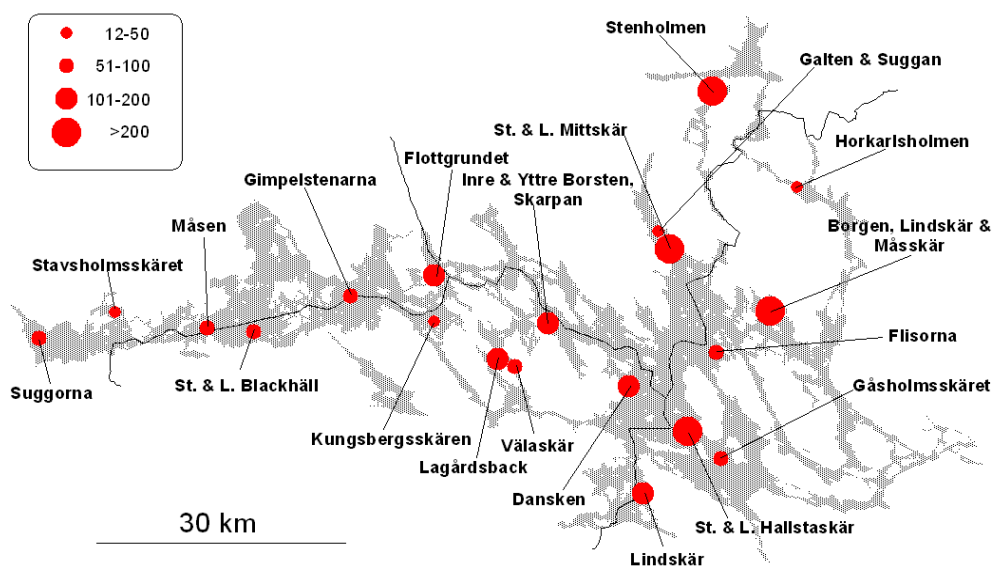 12-50
51-100
101-200
>200
Stenholmen
Galten & Suggan
St. & L. Mittskär
Horkarlsholmen
Flottgrundet
Inre & Yttre Borsten,
Skarpan
Gimpelstenarna
Borgen, Lindskär &
Måsskär
Måsen
Stavsholmsskäret
Flisorna
Suggorna
St. & L. Blackhäll
Gåsholmsskäret
Kungsbergsskären
Välaskär
Lagårdsback
Dansken
St. & L. Hallstaskär
30 km
Lindskär